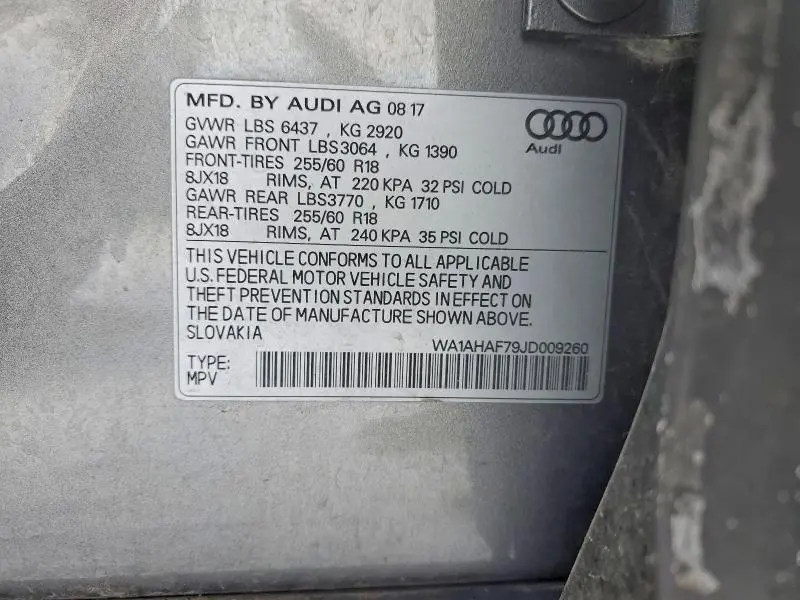 MFD. BY AUDI AG 08 17
GVWR LBS 6437 , KG 2920
GAWR FRONT LBS3064 , KG 1390
FRONT-TIRES 255/60 R18
8JX18 RIMS, AT 220 KPA 32 PSI COLD
GAWR REAR LBS3770 , KG 1710
REAR-TIRES 255/60 R18
8JX18 RIMS, AT 240 KPA 35 PSI COLD
Audi
THIS VEHICLE CONFORMS TO ALL APPLICABLE
U.S. FEDERAL MOTOR VEHICLE SAFETY AND
THEFT PREVENTION STANDARDS IN EFFECT ON
THE DATE OF MANUFACTURE SHOWN ABOVE.
SLOVAKIA
WA1AHAF79JD009260
TYPE:
MPV